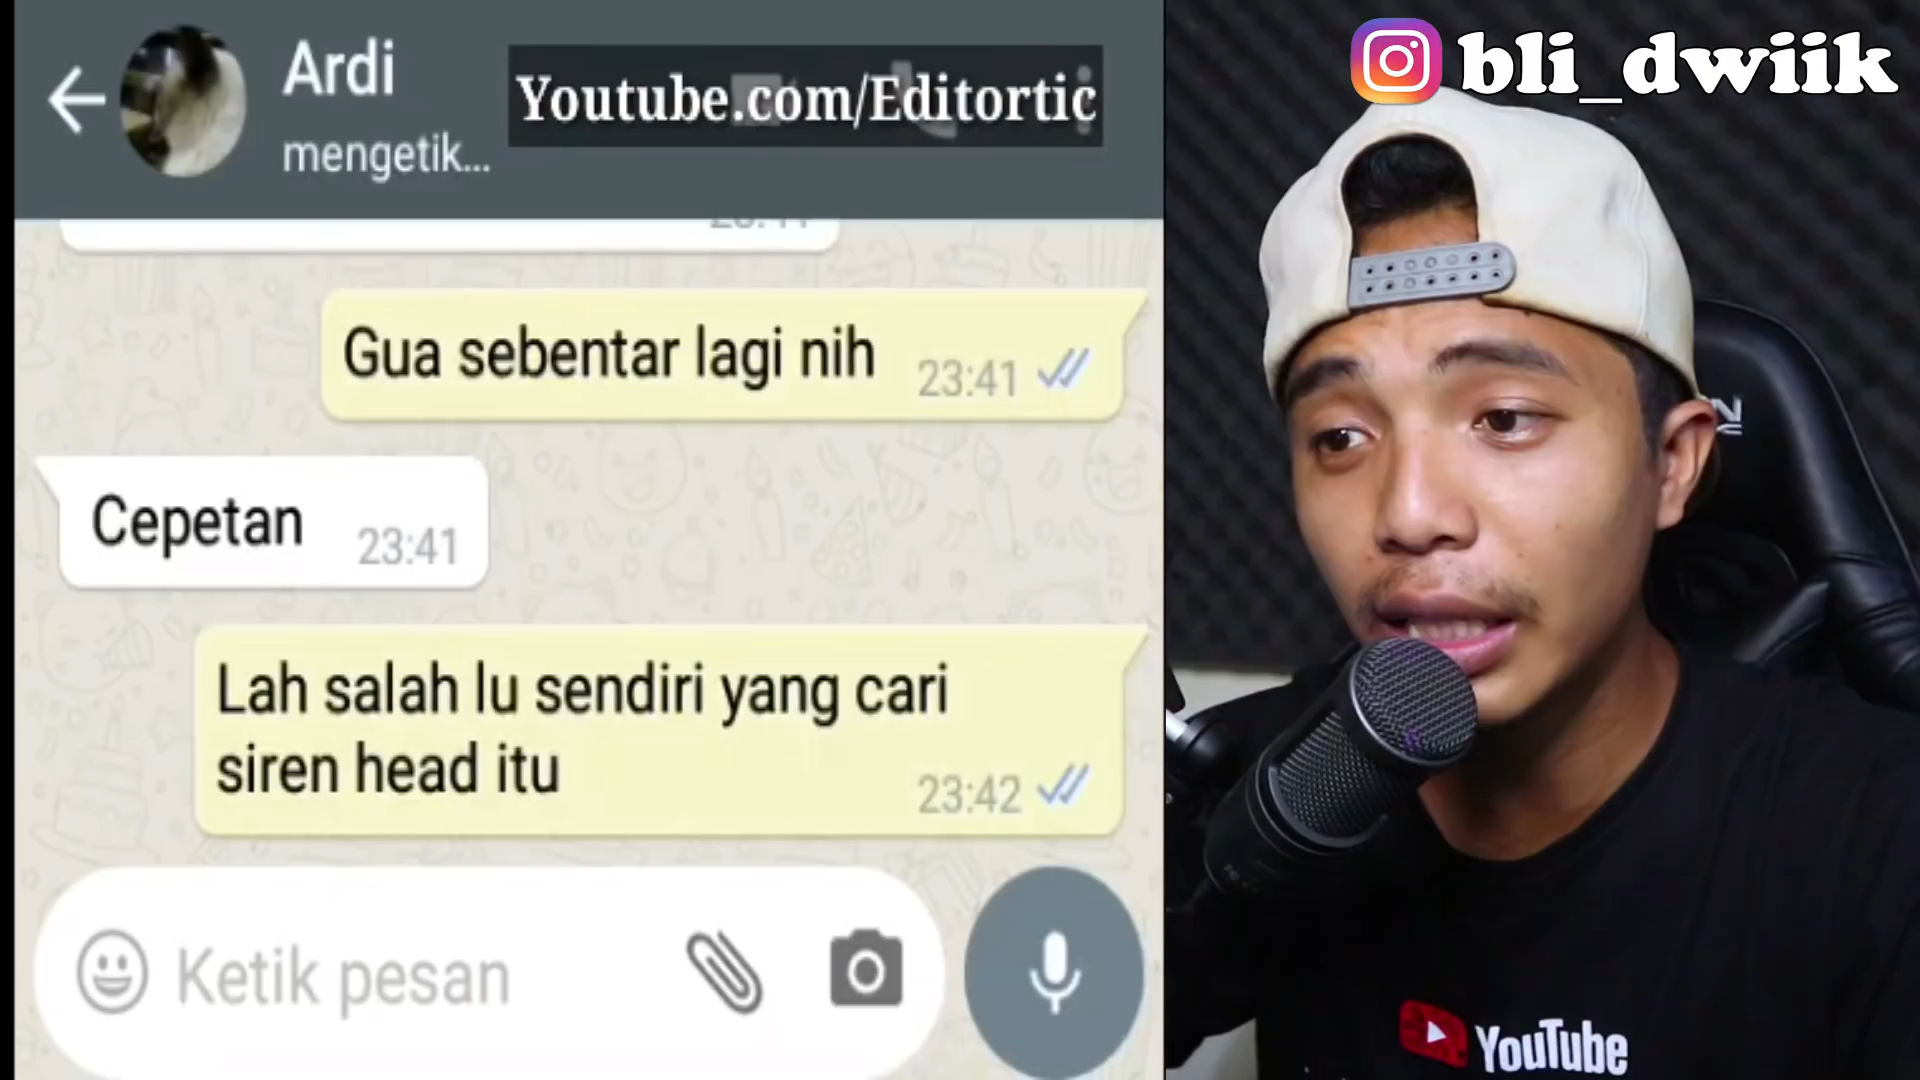 Ardi
mengetik...
Youtube.com/Editortic
bli_dwiik
Gua sebentar lagi nih 23:41
Cepetan 23:41
Lah salah lu sendiri yang cari
siren head itu 23:42
Ketik pesan
YouTube